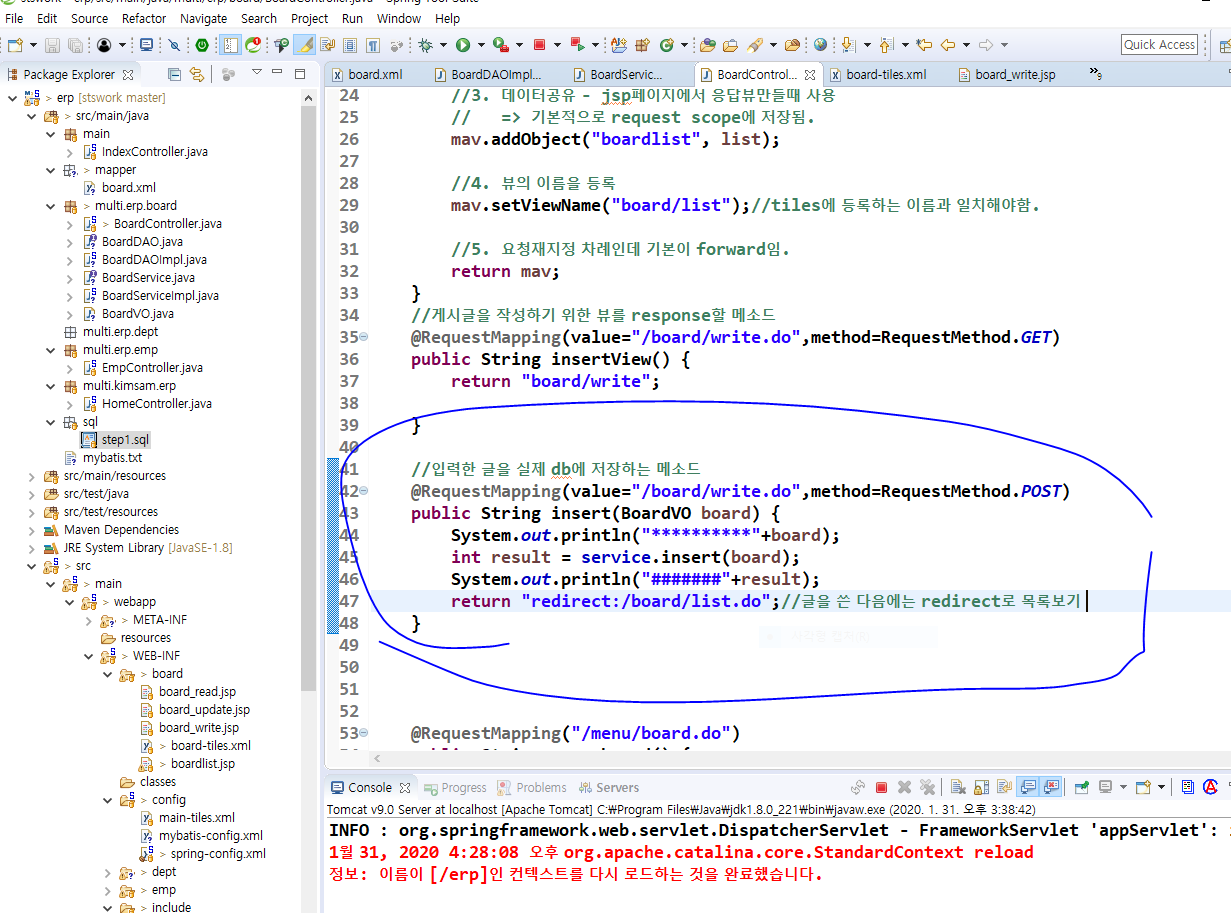 File Edit Source Refactor Navigate Search Project Run Window Help
Quick Access
Package Explorer
board.xml
BoardDAOImpl...
BoardServic...
BoardControl...
board-tiles.xml
board_write.jsp
9
> erp [stswork master]
> src/main/java
main
IndexController.java
> mapper
board.xml
> multi.erp.board
> BoardController.java
BoardDAO.java
BoardDAOImpl.java
BoardService.java
BoardServiceImpl.java
BoardVO.java
multi.erp.dept
multi.erp.emp
EmpController.java
multi.kimsam.erp
HomeController.java
sql
step1.sql
mybatis.txt
src/main/resources
src/test/java
src/test/resources
Maven Dependencies
JRE System Library [JavaSE-1.8]
> src
> main
> webapp
> META-INF
resources
> WEB-INF
> board
board_read.jsp
board_update.jsp
board_write.jsp
> board-tiles.xml
> boardlist.jsp
classes
> config
main-tiles.xml
mybatis-config.xml
> spring-config.xml
> dept
> emp
> include
24 //3. 데이터공유 - jsp페이지에서 응답뷰만들때 사용
25 // => 기본적으로 request scope에 저장됨.
26 mav.addObject("boardlist", list);
27
28 //4. 뷰의 이름을 등록
29 mav.setViewName("board/list");//tiles에 등록하는 이름과 일치해야함.
30
31 //5. 요청재지정 차례인데 기본이 forward임.
32 return mav;
33 }
34 //게시글을 작성하기 위한 뷰를 response할 메소드
35 @RequestMapping(value="/board/write.do",method=RequestMethod.GET)
36 public String insertView() {
37 return "board/write";
38
39 }
40
41 //입력한 글을 실제 db에 저장하는 메소드
42 @RequestMapping(value="/board/write.do",method=RequestMethod.POST)
43 public String insert(BoardVO board) {
44 System.out.println("**********"+board);
45 int result = service.insert(board);
46 System.out.println("#######"+result);
47 return "redirect:/board/list.do";//글을 쓴 다음에는 redirect로 목록보기
48 }
49
50
51
52
53 @RequestMapping("/menu/board.do")
Console Progress Problems Servers
Tomcat v9.0 Server at localhost [Apache Tomcat] C:₩Program Files₩Java₩jdk1.8.0_221₩bin₩javaw.exe (2020. 1. 31. 오후 3:38:42)
INFO : org.springframework.web.servlet.DispatcherServlet - FrameworkServlet 'appServlet':
1월 31, 2020 4:28:08 오후 org.apache.catalina.core.StandardContext reload
정보: 이름이 [/erp]인 컨텍스트를 다시 로드하는 것을 완료했습니다.